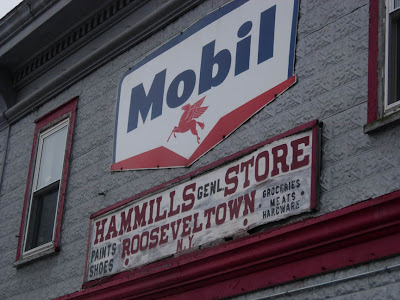 Mobil
HAMMILLS GENL STORE
PAINTS
SHOES
ROOSEVELTOWN
N.Y.
GROCERIES
MEATS
HARDWARE